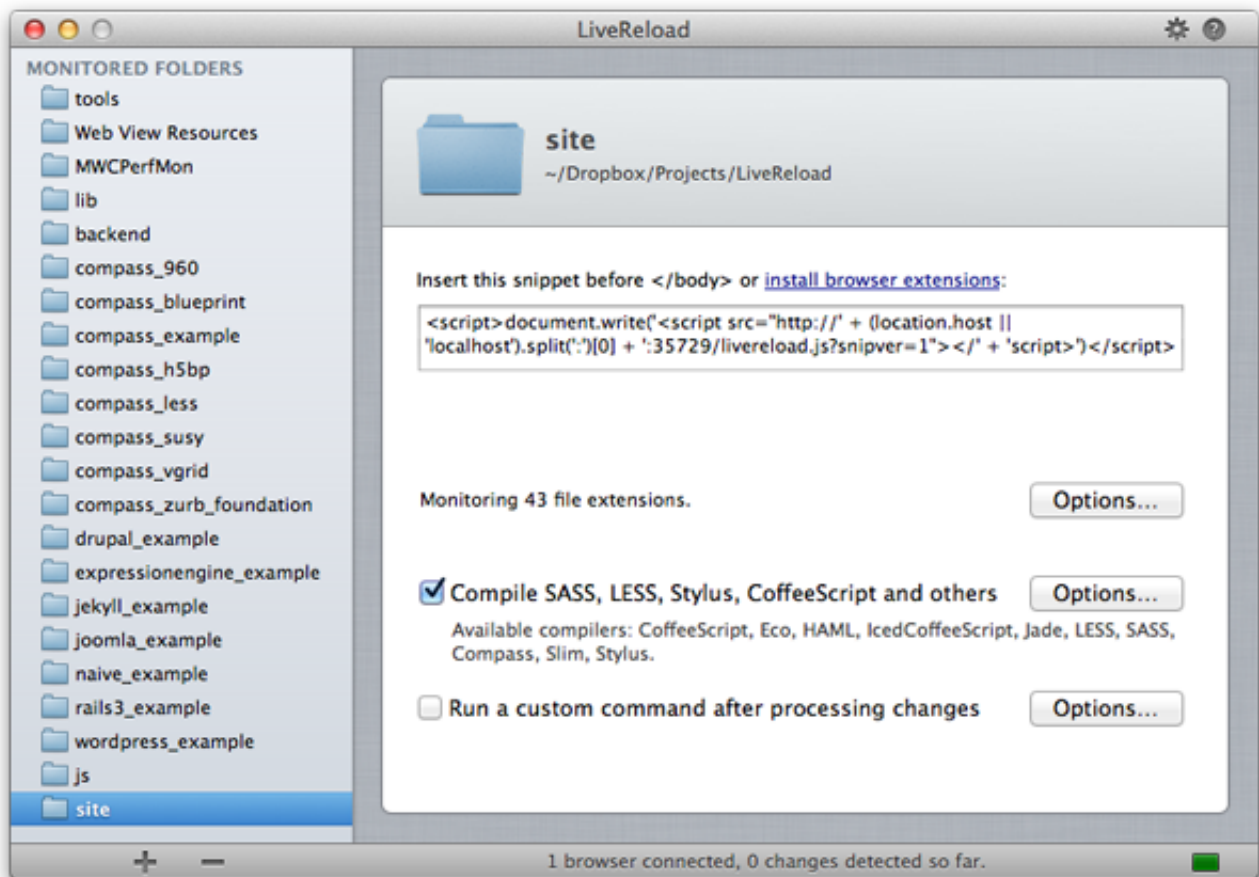 LiveReload
MONITORED FOLDERS
tools
Web View Resources
MWCPerfMon
lib
backend
compass_960
compass_blueprint
compass_example
compass_h5bp
compass_less
compass_susy
compass_vgrid
compass_zurb_foundation
drupal_example
expressionengine_example
jekyll_example
joomla_example
naive_example
rails3_example
wordpress_example
js
site
site
~/Dropbox/Projects/LiveReload
Insert this snippet before </body> or install browser extensions:
<script>document.write('<script src="http://' + (location.host ||
'localhost').split(':')[0] + ':35729/livereload.js?snipver=1"></' + 'script>')</script>
Monitoring 43 file extensions.
Options...
Compile SASS, LESS, Stylus, CoffeeScript and others
Options...
Available compilers: CoffeeScript, Eco, HAML, IcedCoffeeScript, Jade, LESS, SASS,
Compass, Slim, Stylus.
Run a custom command after processing changes
Options...
1 browser connected, 0 changes detected so far.